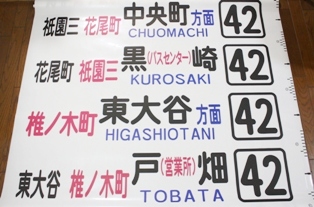 祇園三 花尾町 中央町 方面 42
CHUOMACHI
花尾町 祇園三 黒(バスセンター)崎 42
KUROSAKI
椎ノ木町 東大谷 方面 42
HIGASHIOTANI
東大谷 椎ノ木町 戸(営業所)畑 42
TOBATA